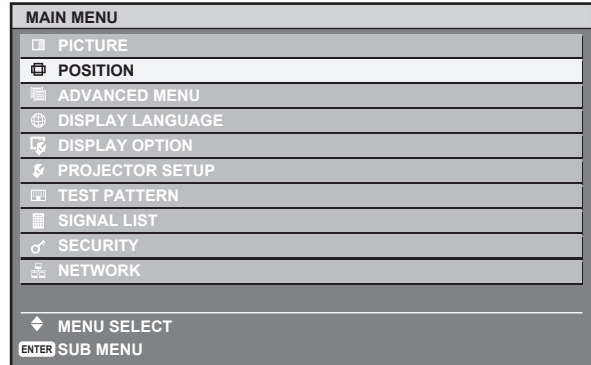 MAIN MENU
PICTURE
POSITION
ADVANCED MENU
DISPLAY LANGUAGE
DISPLAY OPTION
PROJECTOR SETUP
TEST PATTERN
SIGNAL LIST
SECURITY
NETWORK
MENU SELECT
ENTER SUB MENU